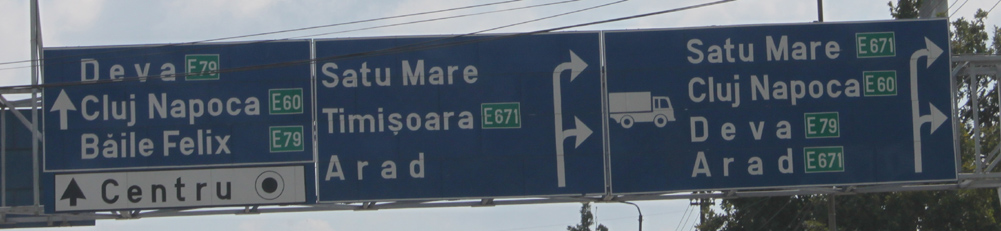 Deva E79
Cluj Napoca E60
Băile Felix E79
Centru
Satu Mare
Timișoara E671
Arad
Satu Mare E671
Cluj Napoca E60
Deva E79
Arad E671